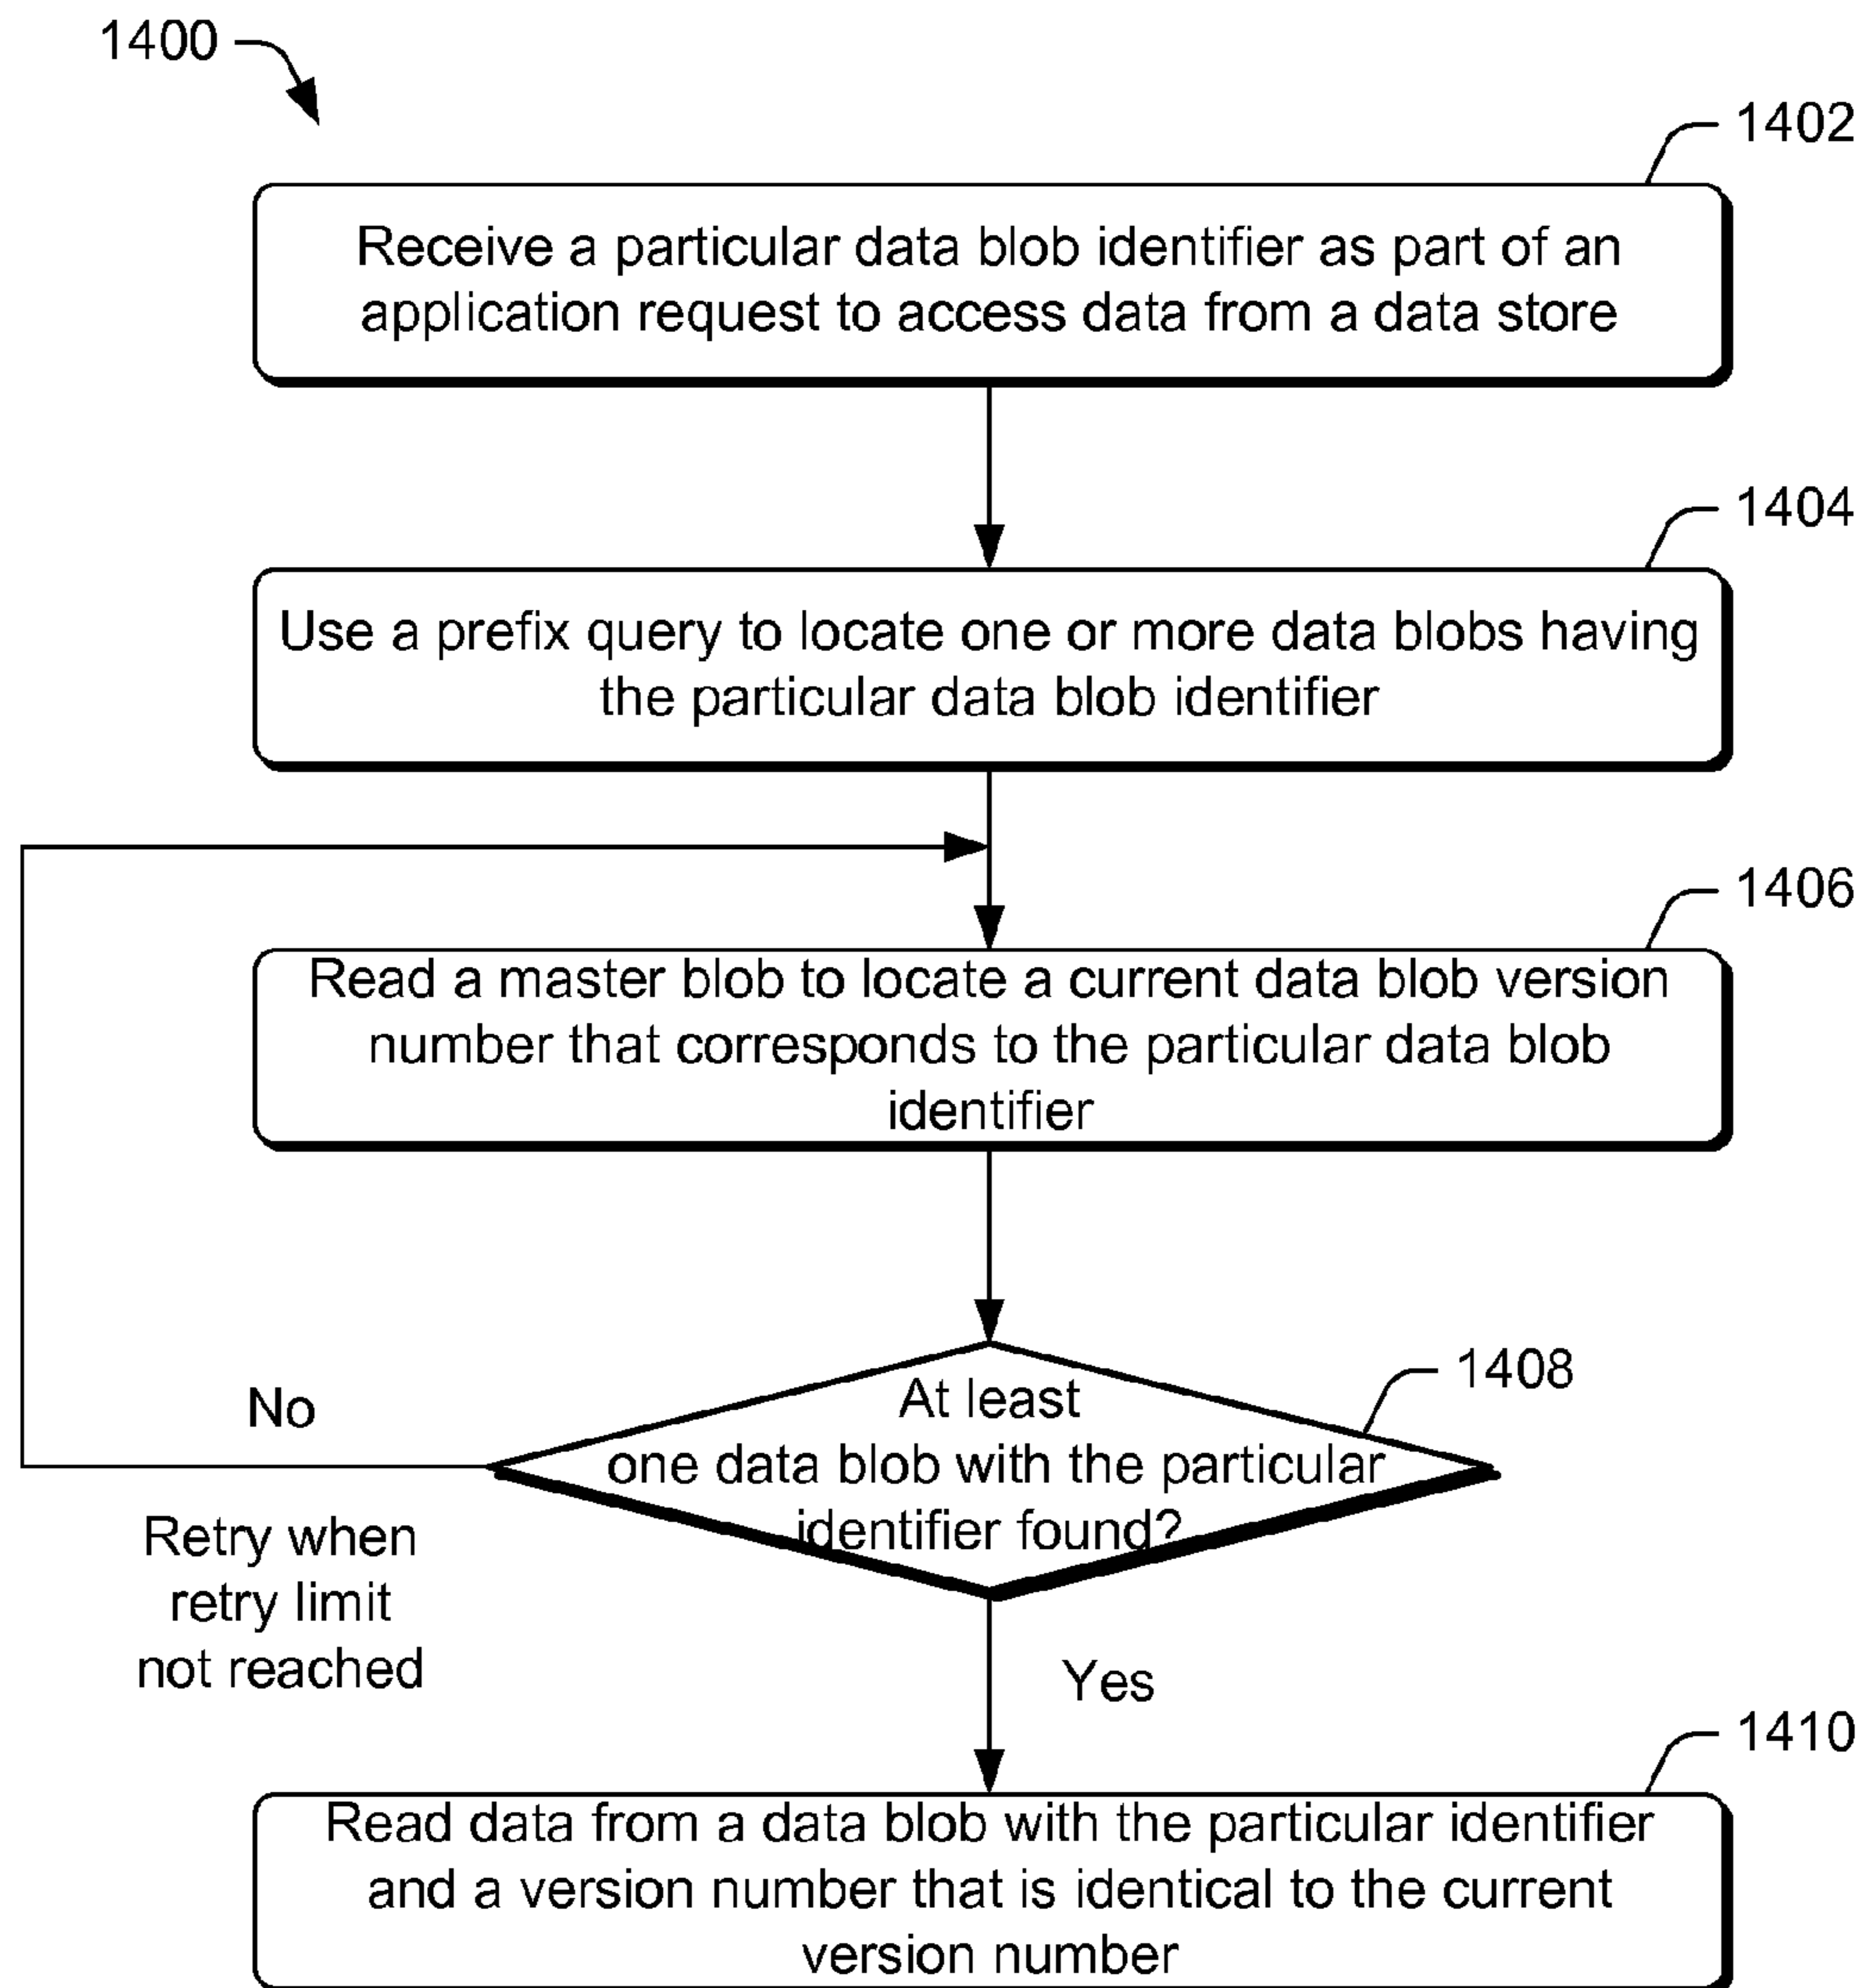 1400
1402
Receive a particular data blob identifier as part of an
application request to access data from a data store
1404
Use a prefix query to locate one or more data blobs having
the particular data blob identifier
1406
Read a master blob to locate a current data blob version
number that corresponds to the particular data blob
identifier
1408
At least
one data blob with the particular
identifier found?
No
Retry when
retry limit
not reached
Yes
1410
Read data from a data blob with the particular identifier
and a version number that is identical to the current
version number